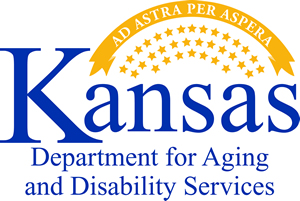 AD ASTRA PER ASPERA
Kansas
Department for Aging
and Disability Services